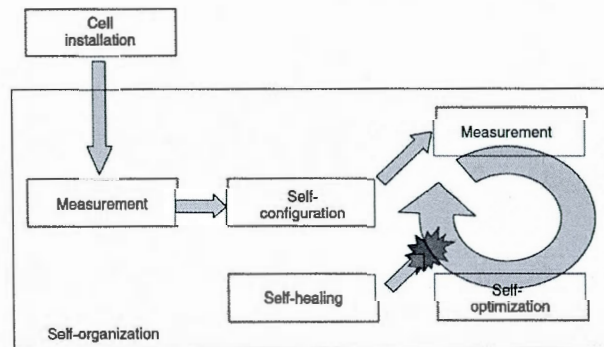 Cell
installation
Measurement
Measurement
Self-
configuration
Self-healing
Self-
optimization
Self-organization